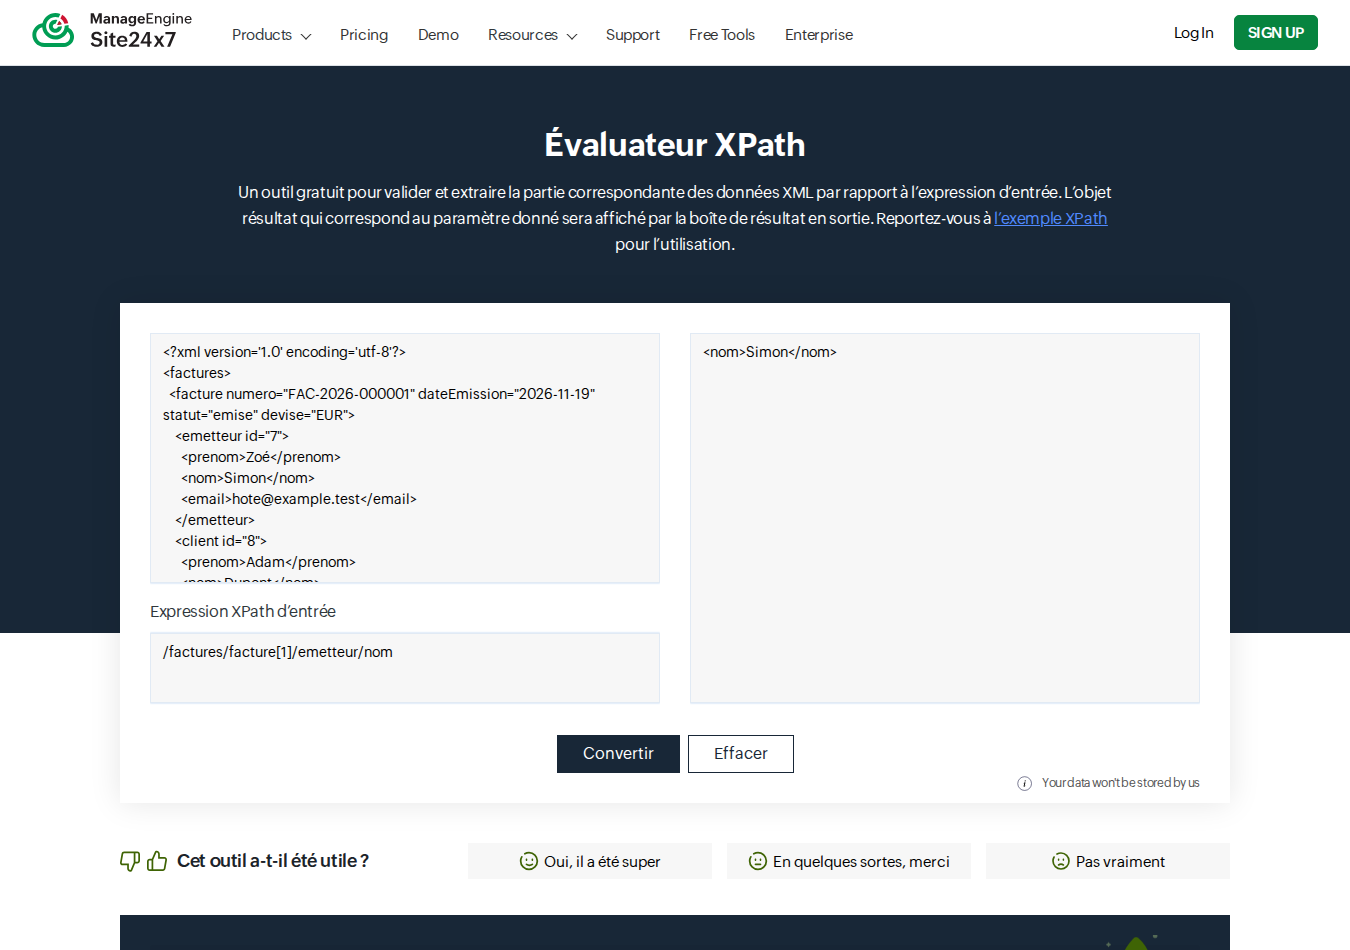 ManageEngine
Site24x7
Products
Pricing
Demo
Resources
Support
Free Tools
Enterprise
Log In
SIGN UP
Évaluateur XPath
Un outil gratuit pour valider et extraire la partie correspondante des données XML par rapport à l’expression d’entrée. L’objet
résultat qui correspond au paramètre donné sera affiché par la boîte de résultat en sortie. Reportez-vous à l’exemple XPath
pour l’utilisation.
<?xml version='1.0' encoding='utf-8'?>
<factures>
<facture numero="FAC-2026-000001" dateEmission="2026-11-19"
statut="emise" devise="EUR">
<emetteur id="7">
<prenom>Zoé</prenom>
<nom>Simon</nom>
<email>hote@example.test</email>
</emetteur>
<client id="8">
<prenom>Adam</prenom>
<nom>Dupont</nom>
<nom>Simon</nom>
Expression XPath d’entrée
/factures/facture[1]/emetteur/nom
Convertir
Effacer
Your data won't be stored by us
Cet outil a-t-il été utile ?
Oui, il a été super
En quelques sortes, merci
Pas vraiment